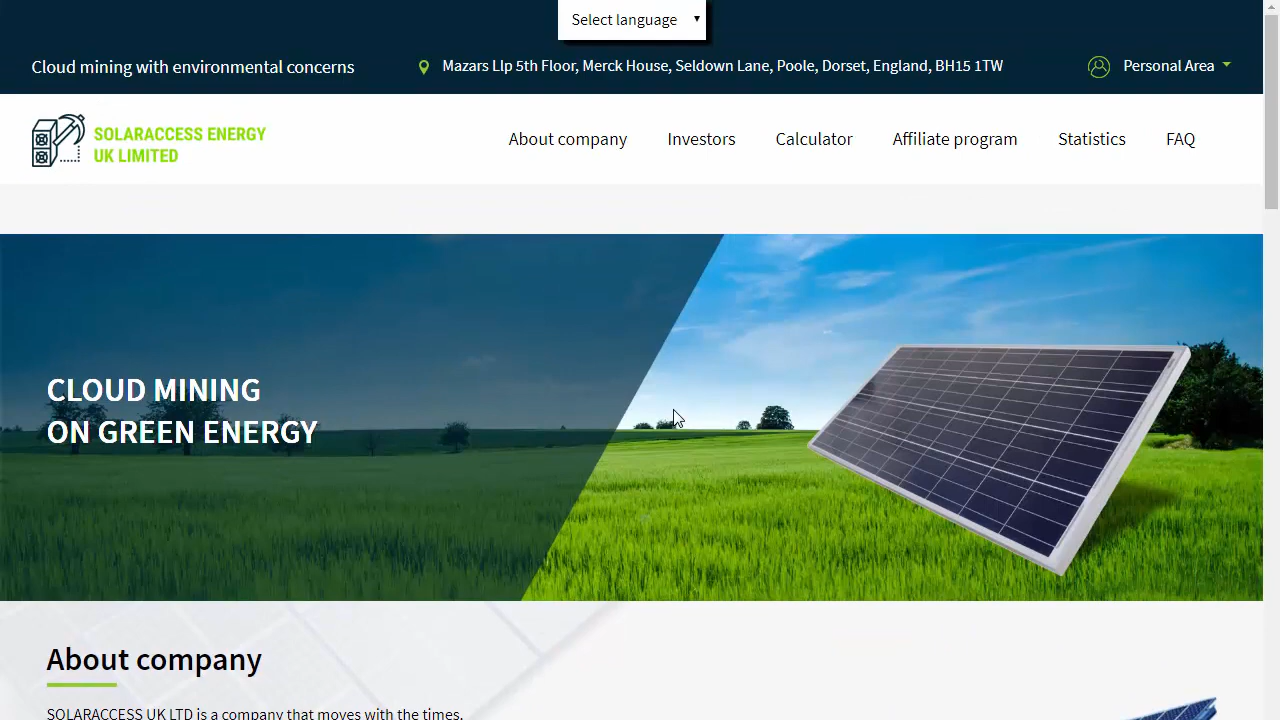 Select language
Cloud mining with environmental concerns
Mazars Llp 5th Floor, Merck House, Seldown Lane, Poole, Dorset, England, BH15 1TW
Personal Area
SOLARACCESS ENERGY
UK LIMITED
About company
Investors
Calculator
Affiliate program
Statistics
FAQ
CLOUD MINING
ON GREEN ENERGY
About company
SOLARACCESS UK LTD is a company that moves with the times.